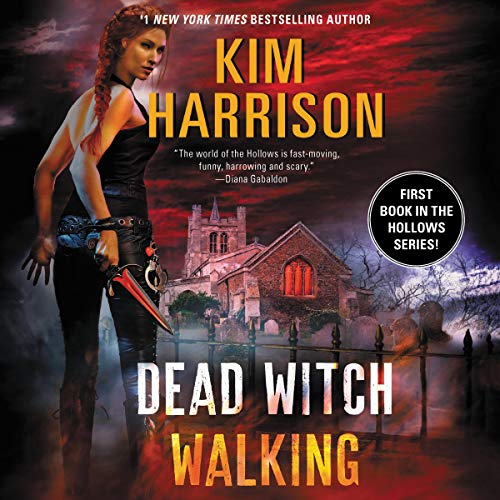 #1 NEW YORK TIMES BESTSELLING AUTHOR
KIM
HARRISON
"The world of the Hollows is fast-moving,
funny, harrowing and scary."
—Diana Gabaldon
FIRST
BOOK IN THE
HOLLOWS
SERIES!
DEAD WITCH
WALKING